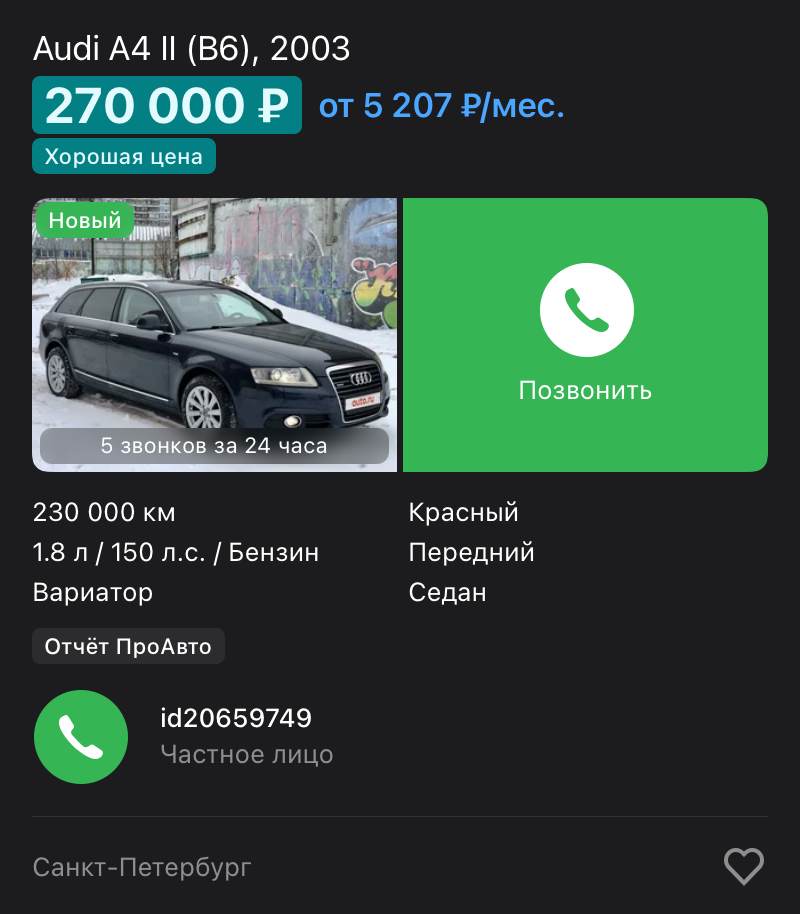 Audi A4 II (B6), 2003
270 000 ₽ от 5 207 ₽/мес.
Хорошая цена
Новый
auto.ru
5 звонков за 24 часа
Позвонить
230 000 км
Красный
1.8 л / 150 л.с. / Бензин
Передний
Вариатор
Седан
Отчёт ПроАвто
id20659749
Частное лицо
Санкт-Петербург